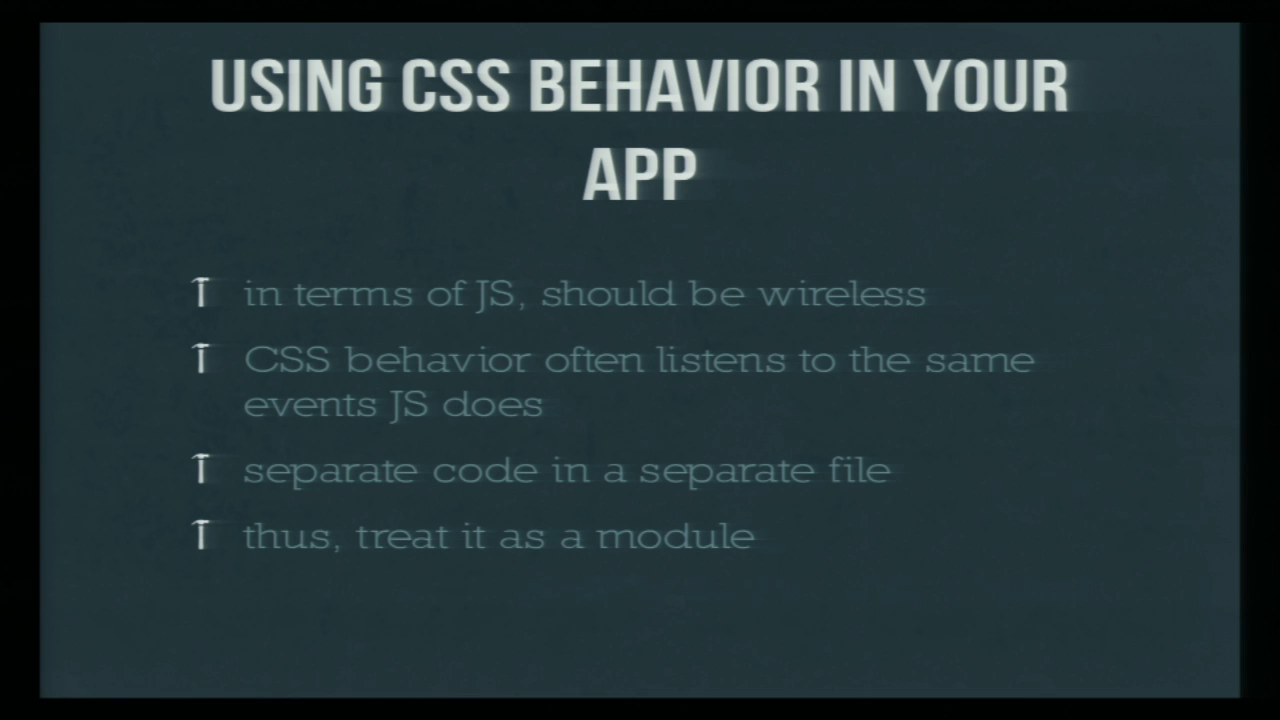 USING CSS BEHAVIOR IN YOUR
APP
in terms of JS, should be wireless
CSS behavior often listens to the same
events JS does
separate code in a separate file
thus, treat it as a module